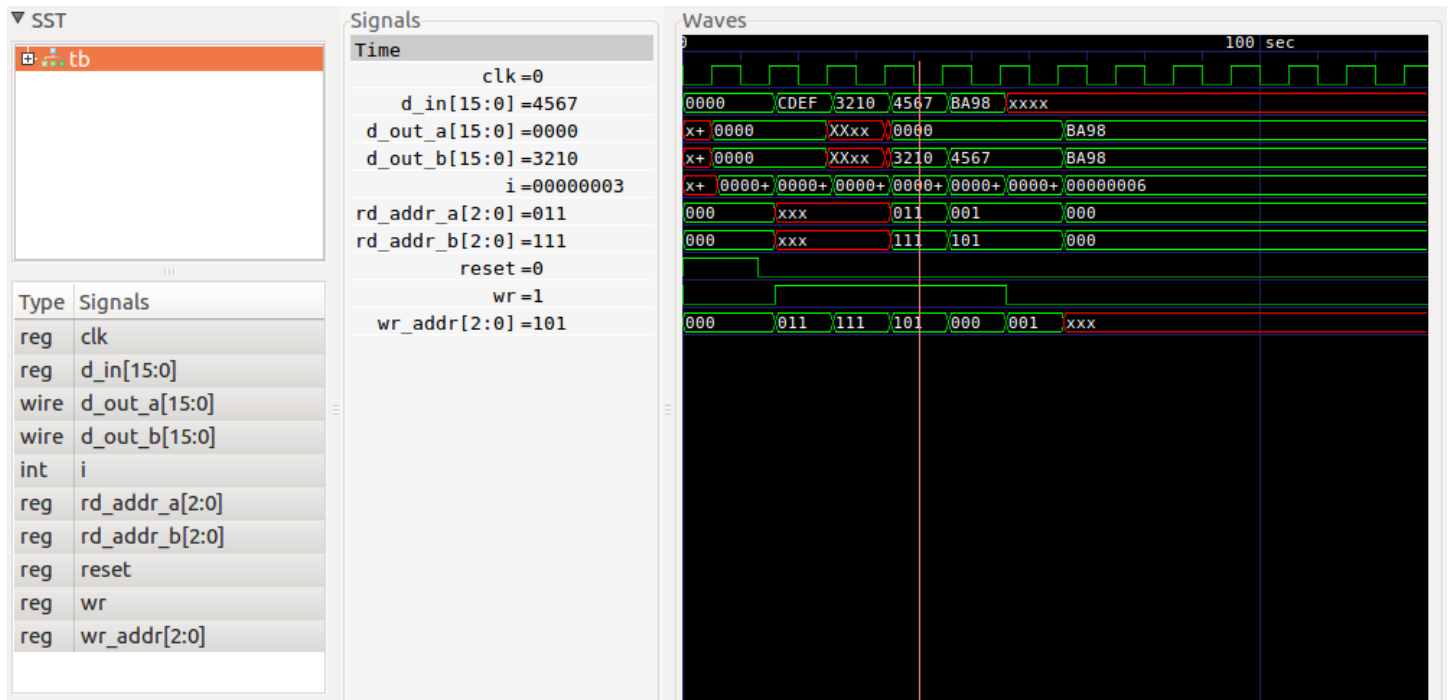 SST
tb
Type Signals
reg clk
reg d_in[15:0]
wire d_out_a[15:0]
wire d_out_b[15:0]
int i
reg rd_addr_a[2:0]
reg rd_addr_b[2:0]
reg reset
reg wr
reg wr_addr[2:0]
Signals
Time
clk=0
d_in[15:0]=4567
d_out_a[15:0]=0000
d_out_b[15:0]=3210
i=00000003
rd_addr_a[2:0]=011
rd_addr_b[2:0]=111
reset=0
wr=1
wr_addr[2:0]=101
Waves
0 100 sec
0000 CDEF 3210 4567 BA98 xxxx
x+ 0000 XXxx 0000 BA98
x+ 0000 XXxx 3210 4567 BA98
x+ 0000+ 0000+ 0000+ 0000+ 0000+ 0000+ 00000006
000 xxx 011 001 000
000 xxx 111 101 000
000 011 111 101 000 001 xxx